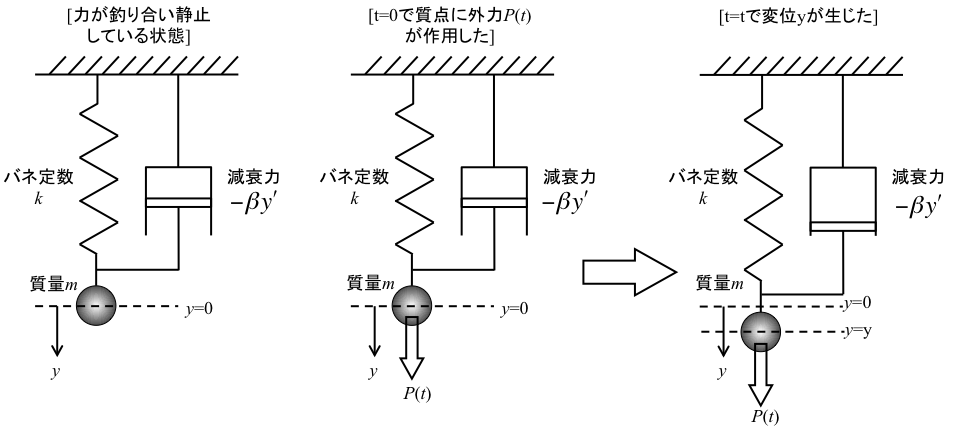 [力が釣り合い静止
している状態]
バネ定数
k
減衰力
-βy′
質量m
y=0
y
[t=0で質点に外力P(t)
が作用した]
バネ定数
k
減衰力
-βy′
質量m
y=0
y
P(t)
[t=tで変位yが生じた]
バネ定数
k
減衰力
-βy′
質量m
y=0
y=y
y
P(t)